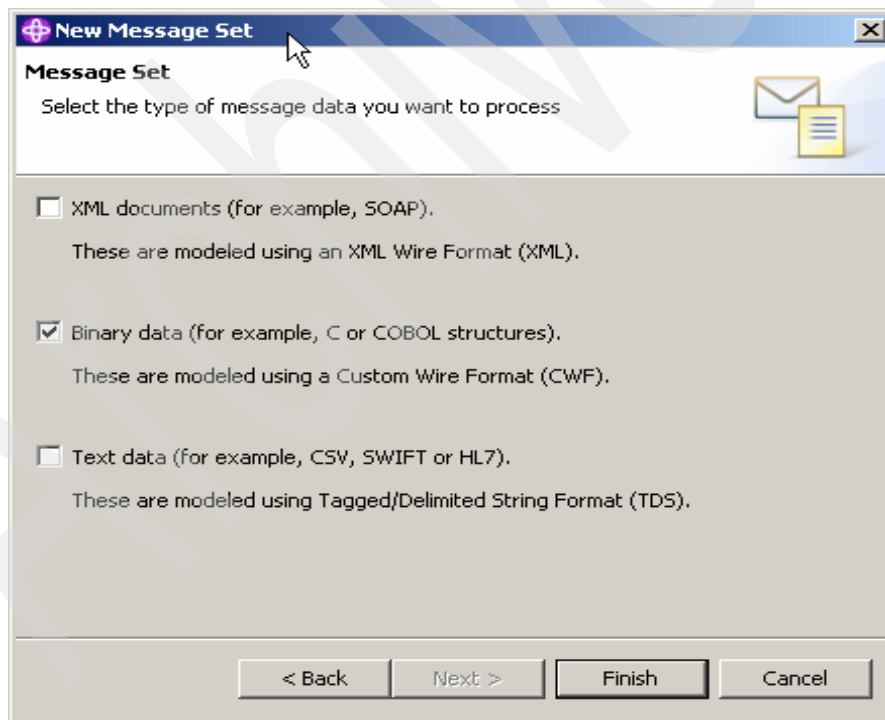 New Message Set
Message Set
Select the type of message data you want to process
XML documents (for example, SOAP).
These are modeled using an XML Wire Format (XML).
Binary data (for example, C or COBOL structures).
These are modeled using a Custom Wire Format (CWF).
Text data (for example, CSV, SWIFT or HL7).
These are modeled using Tagged/Delimited String Format (TDS).
< Back Next > Finish Cancel